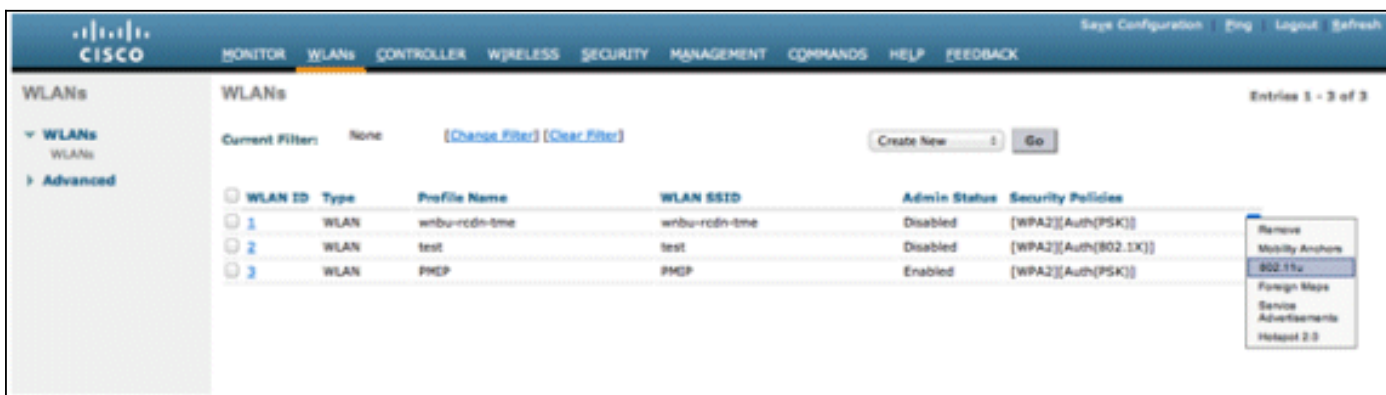 Save Configuration | Ping | Logout | Refresh
CISCO
MONITOR WLANs CONTROLLER WIRELESS SECURITY MANAGEMENT COMMANDS HELP FEEDBACK
WLANs
WLANs
WLANs
Advanced
WLANs
Entries 1 - 3 of 3
Current Filter: None [Change Filter] [Clear Filter]
Create New
Go
WLAN ID Type Profile Name WLAN SSID Admin Status Security Policies
1 WLAN wnbu-rcdn-tme wnbu-rcdn-tme Disabled [WPA2][Auth(PSK)]
2 WLAN test test Disabled [WPA2][Auth(802.1X)]
3 WLAN PMIP PMIP Enabled [WPA2][Auth(PSK)]
Remove
Mobility Anchors
802.11u
Foreign Maps
Service
Advertisements
Hotspot 2.0